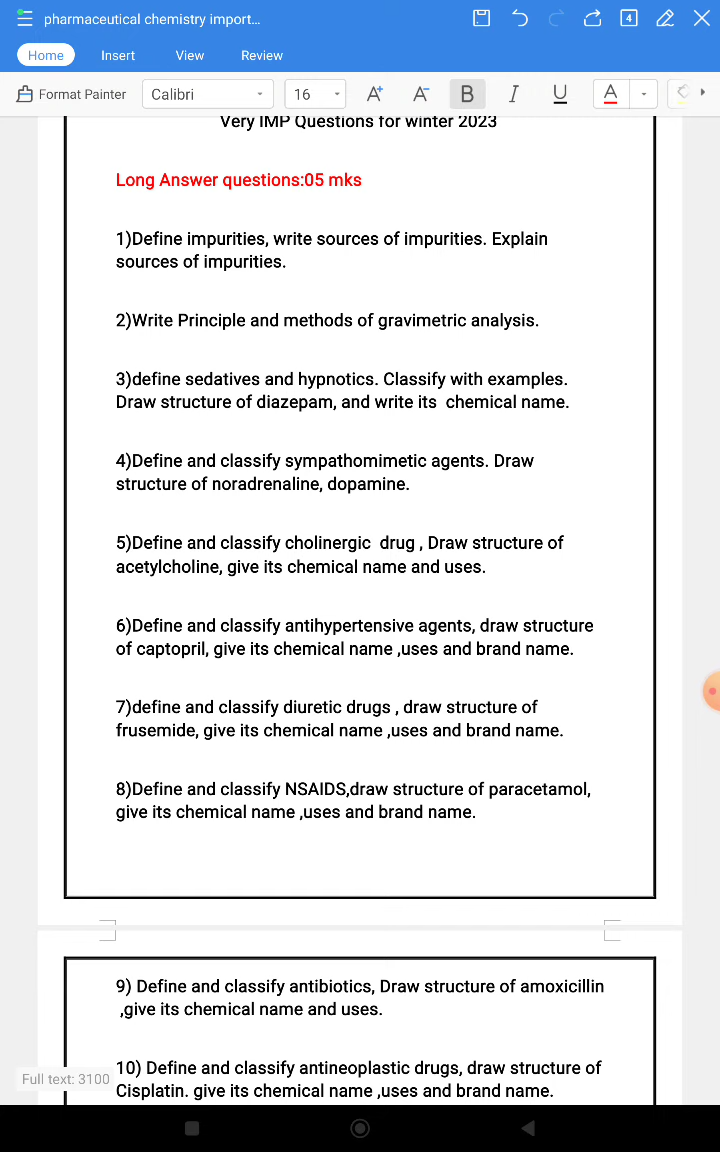 pharmaceutical chemistry import...
4
Home Insert View Review
Format Painter Calibri 16 A+ A- B I U A
Very IMP Questions for winter 2023
Long Answer questions:05 mks
1)Define impurities, write sources of impurities. Explain
sources of impurities.
2)Write Principle and methods of gravimetric analysis.
3)define sedatives and hypnotics. Classify with examples.
Draw structure of diazepam, and write its  chemical name.
4)Define and classify sympathomimetic agents. Draw
structure of noradrenaline, dopamine.
5)Define and classify cholinergic  drug , Draw structure of
acetylcholine, give its chemical name and uses.
6)Define and classify antihypertensive agents, draw structure
of captopril, give its chemical name ,uses and brand name.
7)define and classify diuretic drugs , draw structure of
frusemide, give its chemical name ,uses and brand name.
8)Define and classify NSAIDS,draw structure of paracetamol,
give its chemical name ,uses and brand name.
9) Define and classify antibiotics, Draw structure of amoxicillin
,give its chemical name and uses.
10) Define and classify antineoplastic drugs, draw structure of
Full text: 3100
Cisplatin. give its chemical name ,uses and brand name.